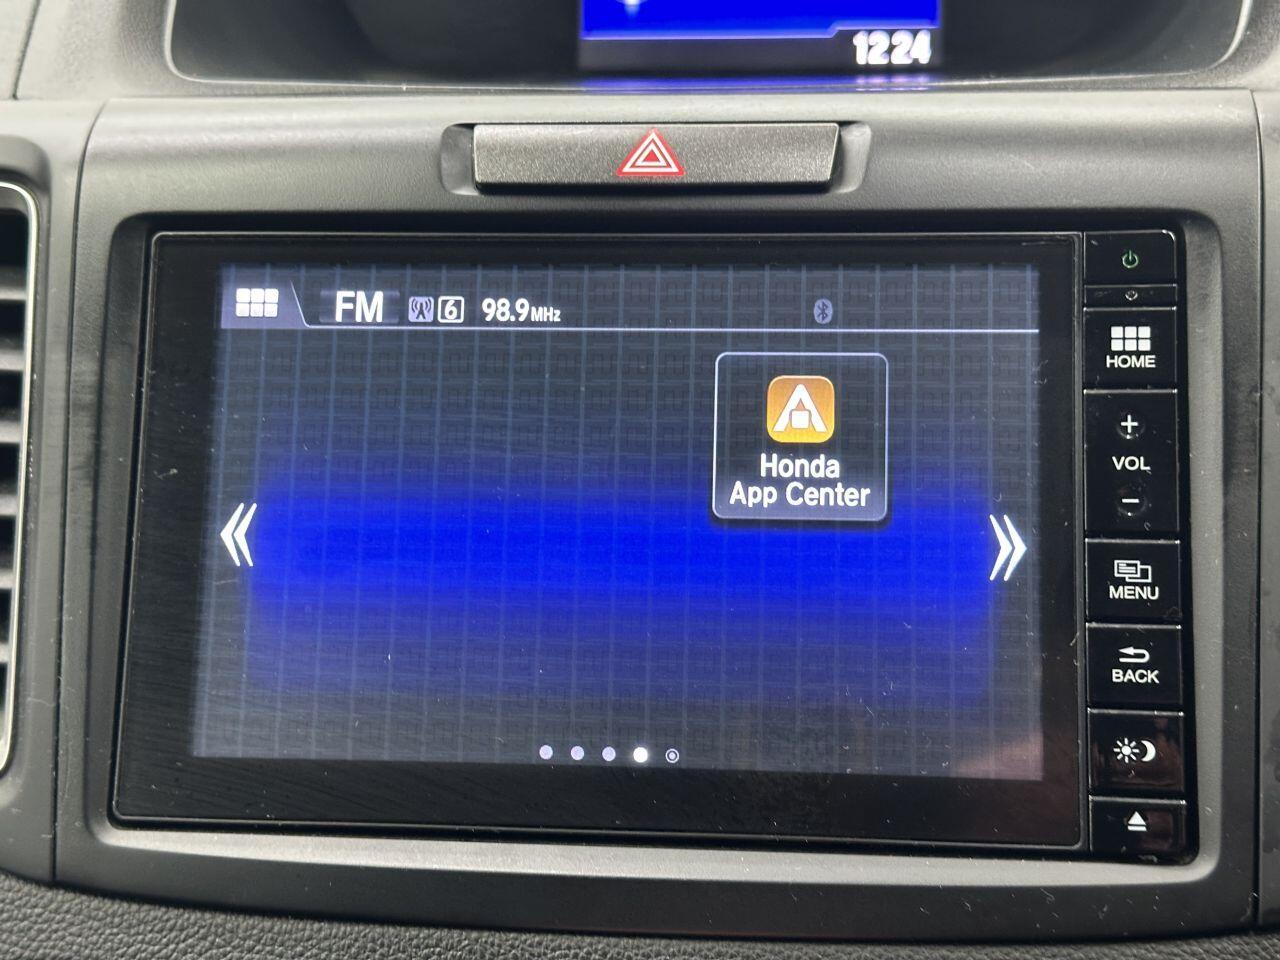 1224
FM 6 98.9MHz
Honda
App Center
HOME
+
VOL
-
MENU
BACK